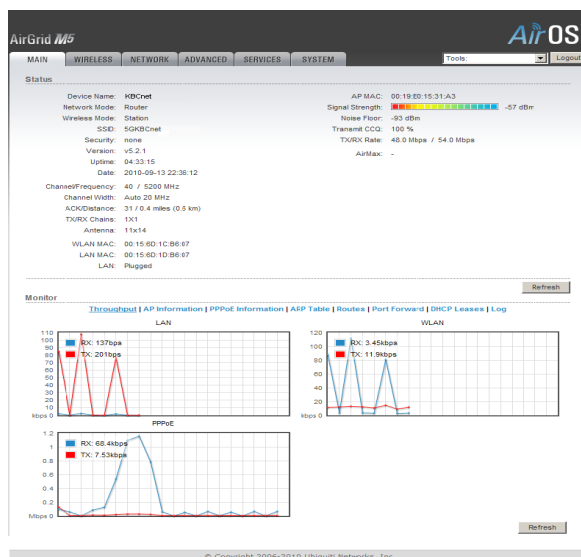 AirGrid M5
AirOS
MAIN WIRELESS NETWORK ADVANCED SERVICES SYSTEM Tools: Logout
Status
Device Name: KBCnet
Network Mode: Router
Wireless Mode: Station
SSID: 5GKBCnet
Security: none
Version: v5.2.1
Uptime: 04:33:15
Date: 2010-09-13 22:36:12
Channel/Frequency: 40 / 5200 MHz
Channel Width: Auto 20 MHz
ACK/Distance: 31 / 0.4 miles (0.6 km)
TX/RX Chains: 1X1
Antenna: 11x14
WLAN MAC: 00:15:6D:1C:B6:07
LAN MAC: 00:15:6D:1D:B6:07
LAN: Plugged
AP MAC: 00:19:E0:15:31:A3
Signal Strength: -57 dBm
Noise Floor: -93 dBm
Transmit CCQ: 100 %
TX/RX Rate: 48.0 Mbps / 54.0 Mbps
AirMax: -
Refresh
Monitor
Throughput | AP Information | PPPoE Information | ARP Table | Routes | Port Forward | DHCP Leases | Log
LAN
110
100
90
80
70
60
50
40
30
20
10
kbps 0
RX: 137bps
TX: 201bps
WLAN
120
100
80
60
40
20
kbps 0
RX: 3.45kbps
TX: 11.9kbps
PPPoE
1.2
1
0.8
0.6
0.4
0.2
Mbps 0
RX: 68.4kbps
TX: 7.53kbps
Refresh
© Copyright 2006-2010 Ubiquiti Networks, Inc.